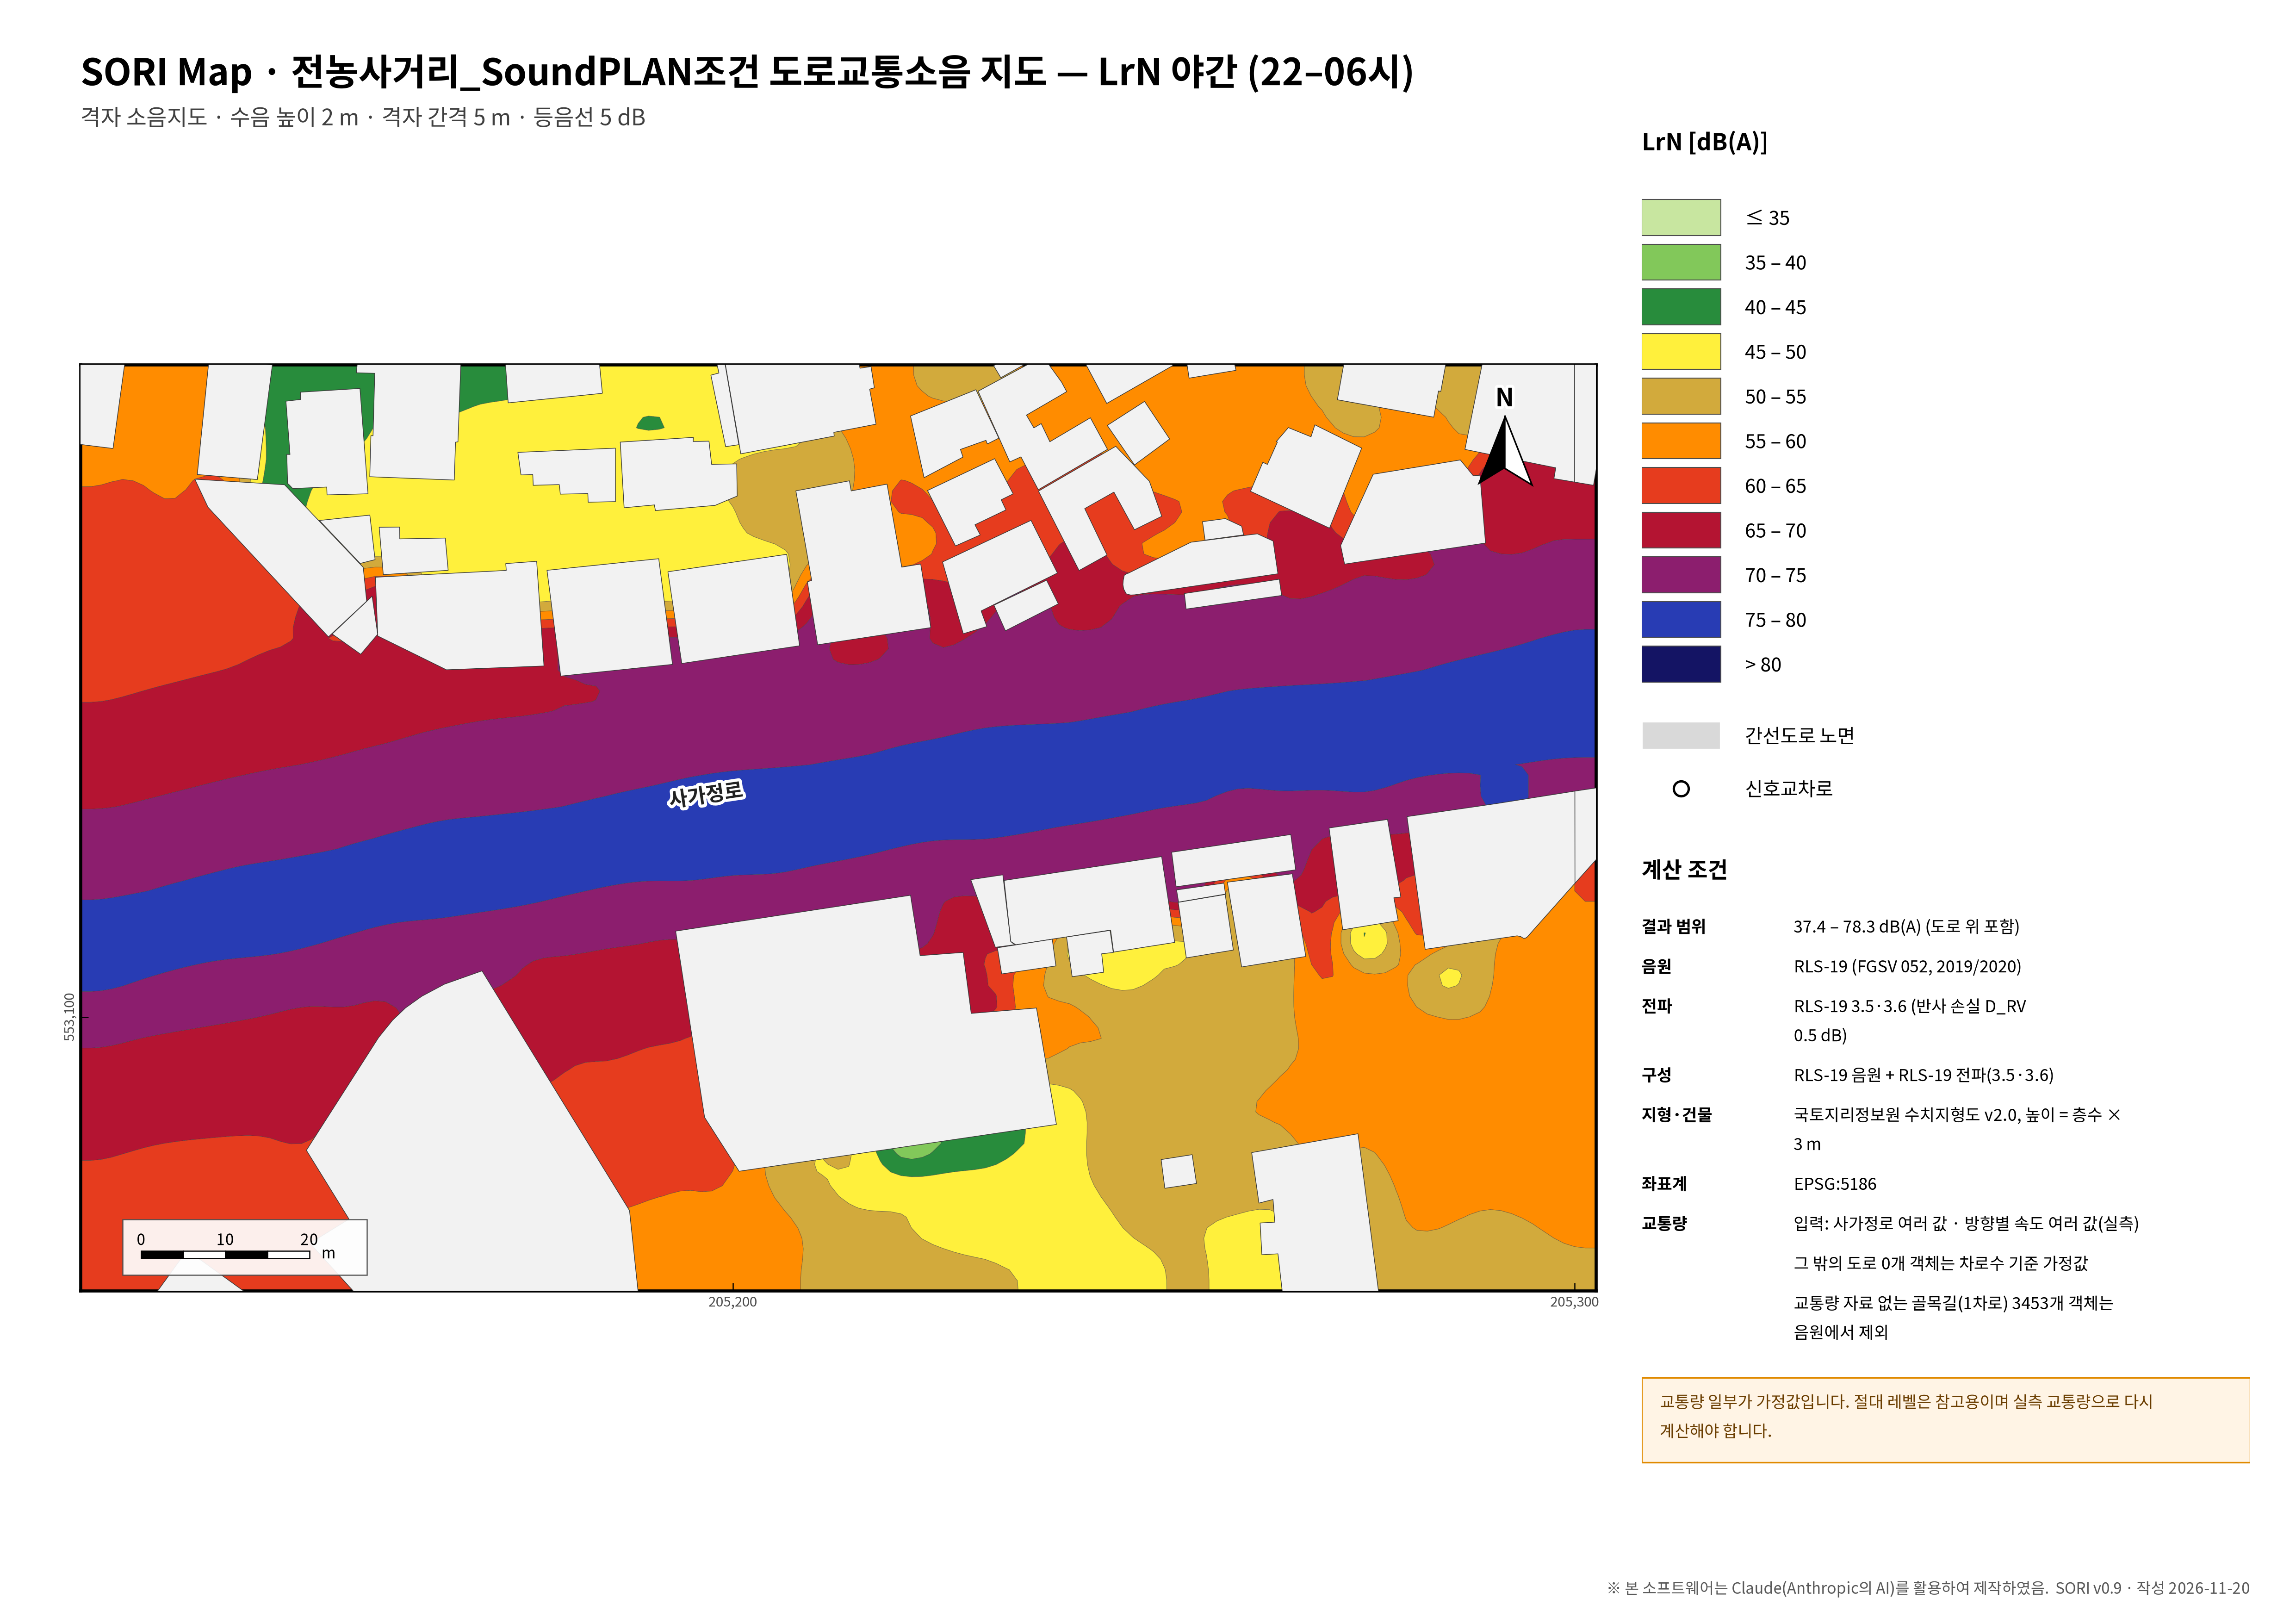 SORI Map · 전농사거리_SoundPLAN조건 도로교통소음 지도 — LrN 야간 (22–06시)
격자 소음지도 · 수음 높이 2 m · 격자 간격 5 m · 등음선 5 dB
LrN [dB(A)]
≤ 35
35 – 40
40 – 45
45 – 50
50 – 55
55 – 60
60 – 65
65 – 70
70 – 75
75 – 80
> 80
간선도로 노면
신호교차로
N
사가정로
553,100
0 10 20 m
205,200 205,300
계산 조건
결과 범위 37.4 – 78.3 dB(A) (도로 위 포함)
음원 RLS-19 (FGSV 052, 2019/2020)
전파 RLS-19 3.5·3.6 (반사 손실 D_RV
0.5 dB)
구성 RLS-19 음원 + RLS-19 전파(3.5·3.6)
지형·건물 국토지리정보원 수치지형도 v2.0, 높이 = 층수 ×
3 m
좌표계 EPSG:5186
교통량 입력: 사가정로 여러 값 · 방향별 속도 여러 값(실측)
그 밖의 도로 0개 객체는 차로수 기준 가정값
교통량 자료 없는 골목길(1차로) 3453개 객체는
음원에서 제외
교통량 일부가 가정값입니다. 절대 레벨은 참고용이며 실측 교통량으로 다시
계산해야 합니다.
※ 본 소프트웨어는 Claude(Anthropic의 AI)를 활용하여 제작하였음. SORI v0.9 · 작성 2026-11-20